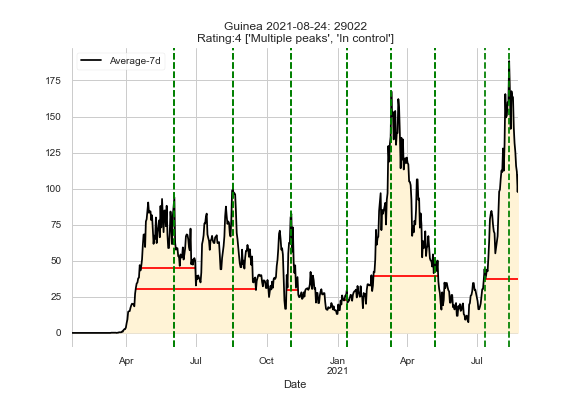 Guinea 2021-08-24: 29022
Rating:4 ['Multiple peaks', 'In control']
Average-7d
175
150
125
100
75
50
25
0
Apr Jul Oct Jan Apr Jul
2021
Date